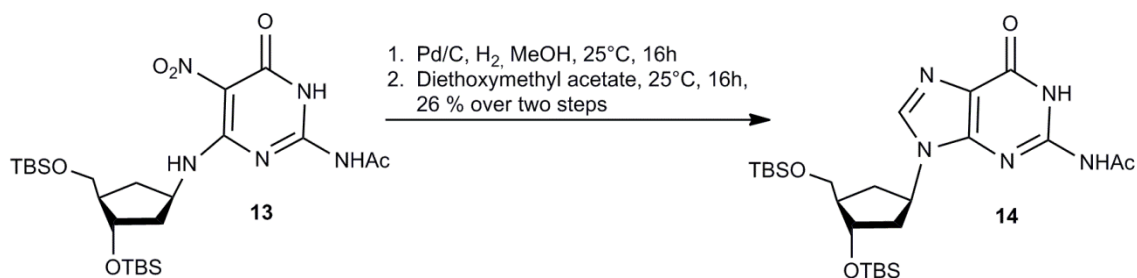 O
O₂N
NH
HN
N
NHAc
TBSO
13
OTBS
1. Pd/C, H₂, MeOH, 25°C, 16h
2. Diethoxymethyl acetate, 25°C, 16h,
26 % over two steps
O
N
NH
N
N
NHAc
TBSO
14
OTBS